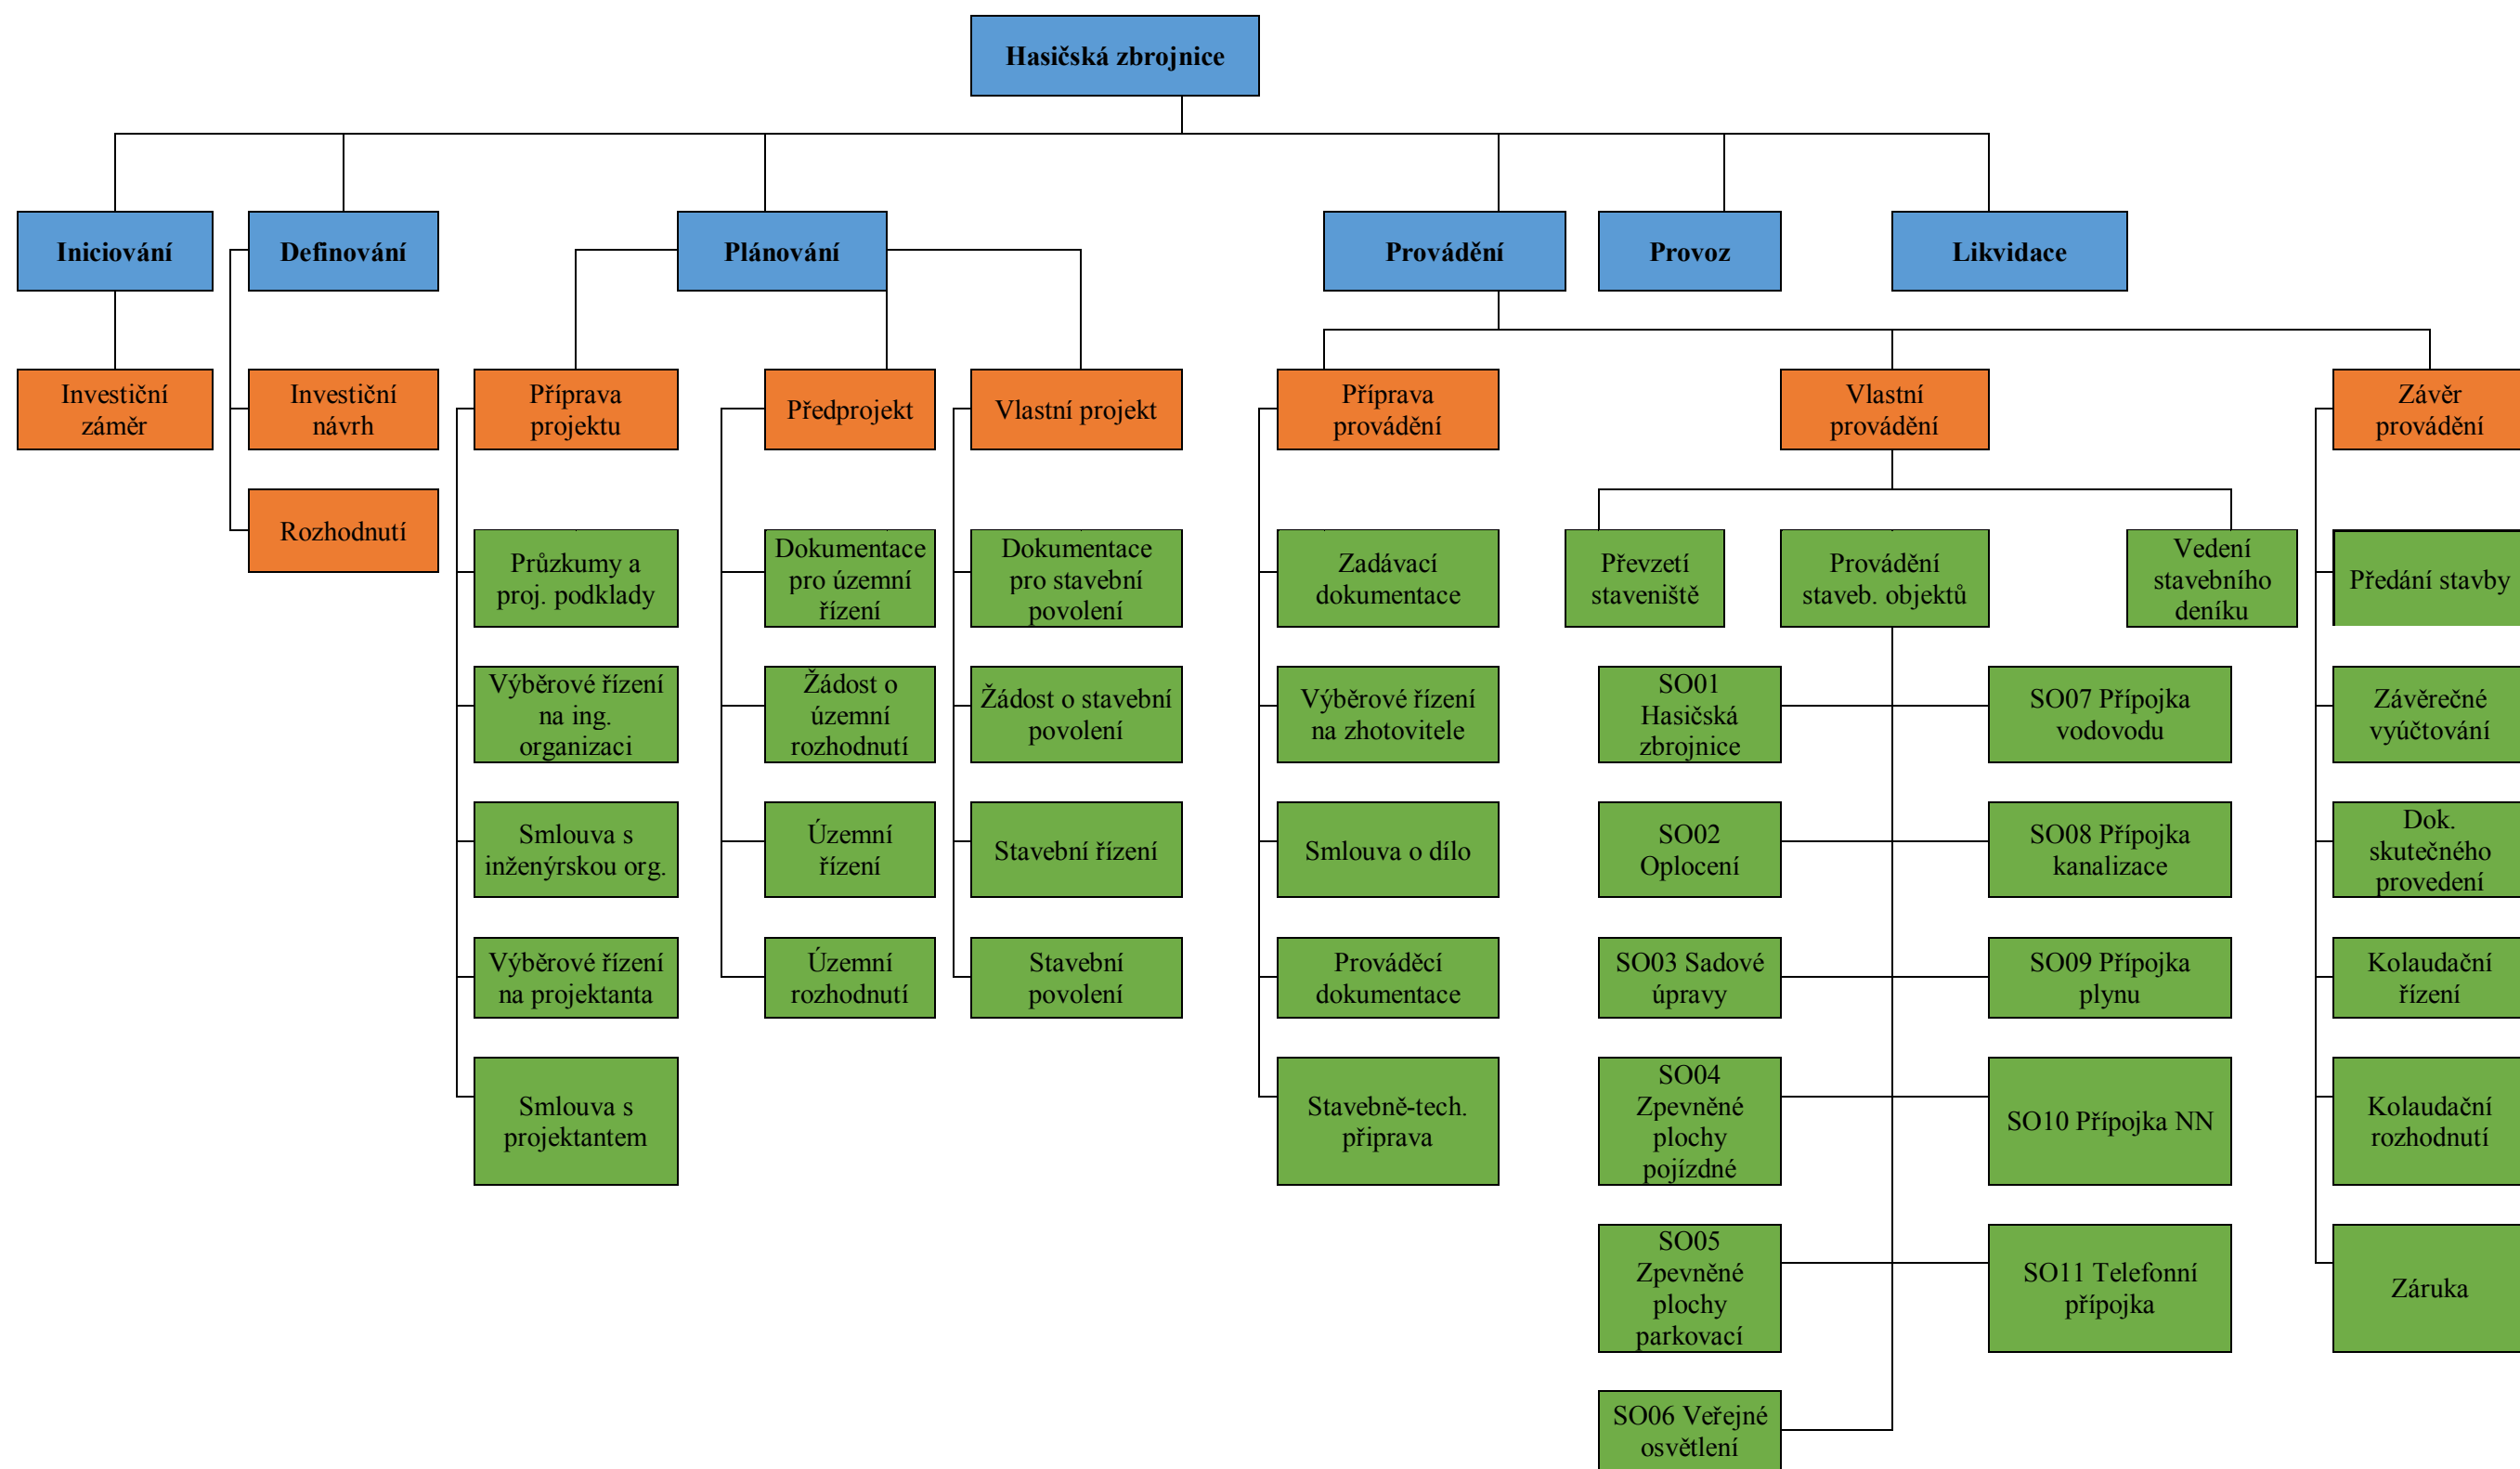 Hasičská zbrojnice
Iniciování
Definování
Plánování
Provádění
Provoz
Likvidace
Investiční
záměr
Investiční
návrh
Rozhodnutí
Příprava
projektu
Předprojekt
Vlastní projekt
Příprava
provádění
Vlastní
provádění
Závěr
provádění
Průzkumy a
proj. podklady
Výběrové řízení
na ing.
organizaci
Smlouva s
inženýrskou org.
Výběrové řízení
na projektanta
Smlouva s
projektantem
Dokumentace
pro územní
řízení
Žádost o
územní
rozhodnutí
Územní
řízení
Územní
rozhodnutí
Dokumentace
pro stavební
povolení
Žádost o stavební
povolení
Stavební řízení
Stavební
povolení
Zadávací
dokumentace
Výběrové řízení
na zhotovitele
Smlouva o dílo
Prováděcí
dokumentace
Stavebně-tech.
připrava
Převzetí
staveniště
Provádění
staveb. objektů
Vedení
stavebního
deníku
SO01
Hasičská
zbrojnice
SO02
Oplocení
SO03 Sadové
úpravy
SO04
Zpevněné
plochy
pojízdné
SO05
Zpevněné
plochy
parkovací
SO06 Veřejné
osvětlení
SO07 Přípojka
vodovodu
SO08 Přípojka
kanalizace
SO09 Přípojka
plynu
SO10 Přípojka NN
SO11 Telefonní
přípojka
Předání stavby
Závěrečné
vyúčtování
Dok.
skutečného
provedení
Kolaudační
řízení
Kolaudační
rozhodnutí
Záruka